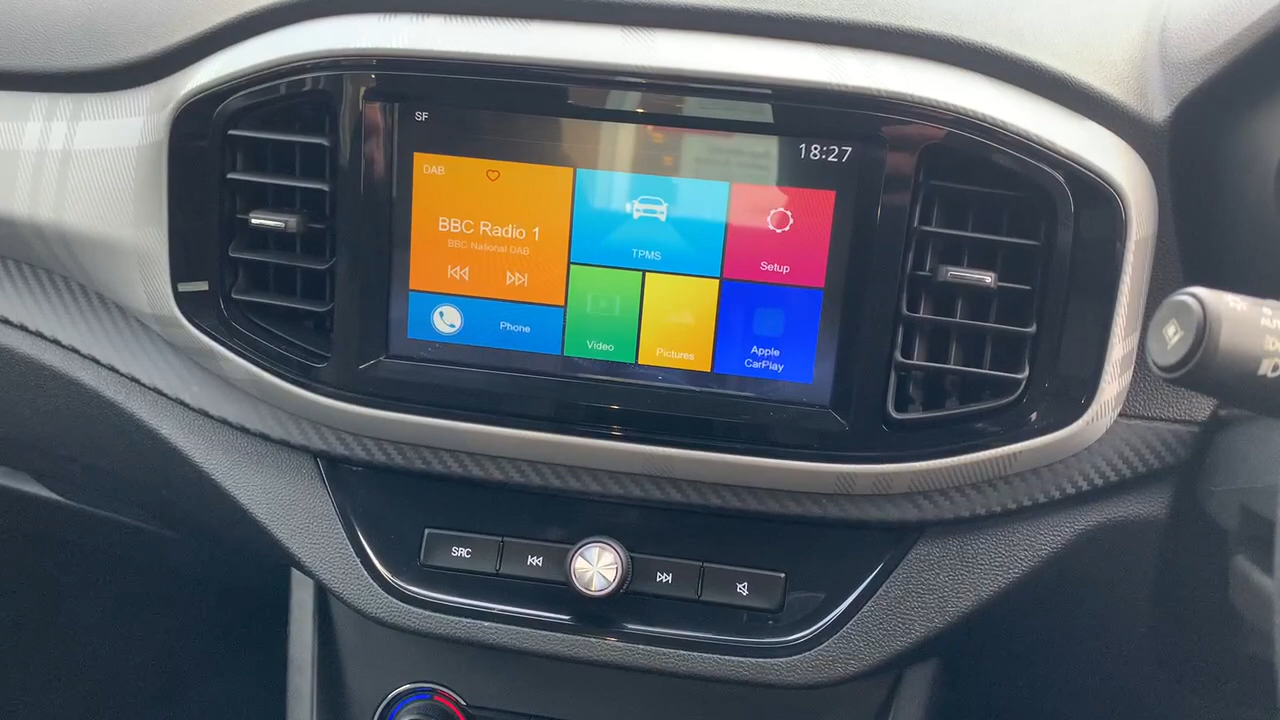 SF
18:27
DAB
BBC Radio 1
BBC National DAB
TPMS
Setup
Phone
Video
Pictures
Apple
CarPlay
SRC